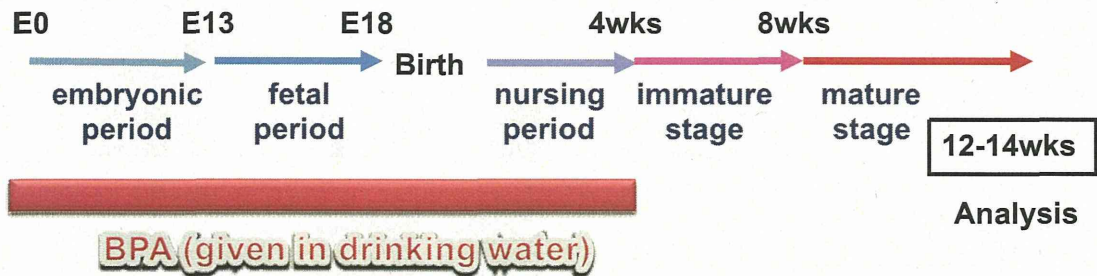 E0 E13 E18 4wks 8wks
Birth
embryonic period
fetal period
nursing period
immature stage
mature stage
12-14wks
Analysis
BPA (given in drinking water)